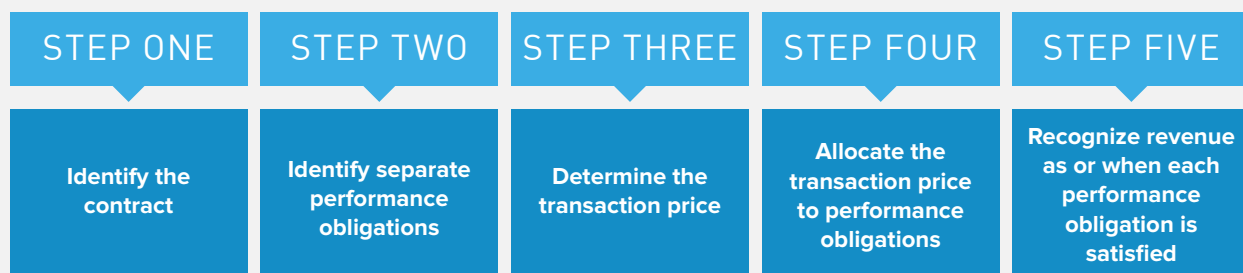 STEP ONE
Identify the
contract
STEP TWO
Identify separate
performance
obligations
STEP THREE
Determine the
transaction price
STEP FOUR
Allocate the
transaction price
to performance
obligations
STEP FIVE
Recognize revenue
as or when each
performance
obligation is
satisfied